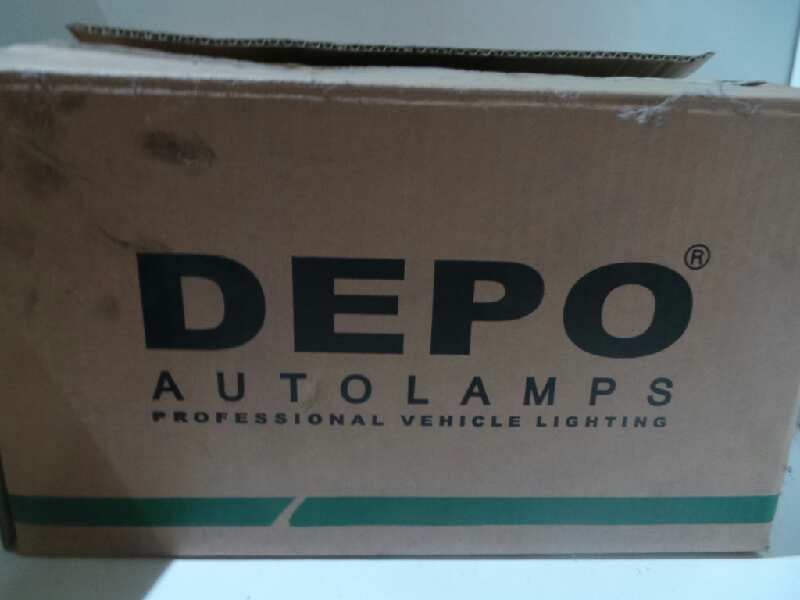 DEPO®
AUTOLAMPS
PROFESSIONAL VEHICLE LIGHTING